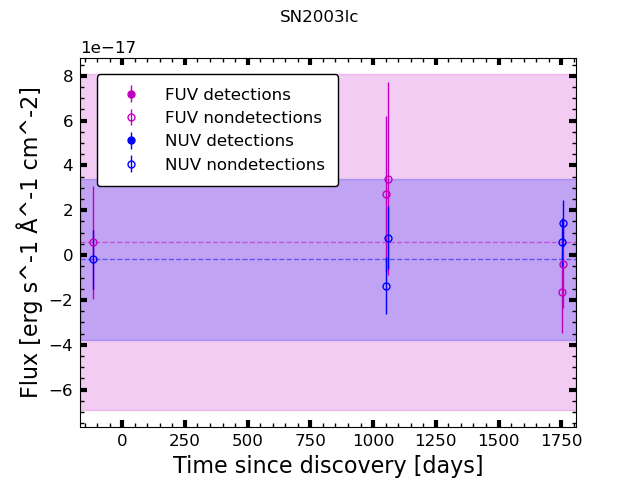 SN2003lc
1e−17
8
6
4
2
0
−2
−4
−6
Flux [erg s^-1 Å^-1 cm^-2]
FUV detections
FUV nondetections
NUV detections
NUV nondetections
0 250 500 750 1000 1250 1500 1750
Time since discovery [days]